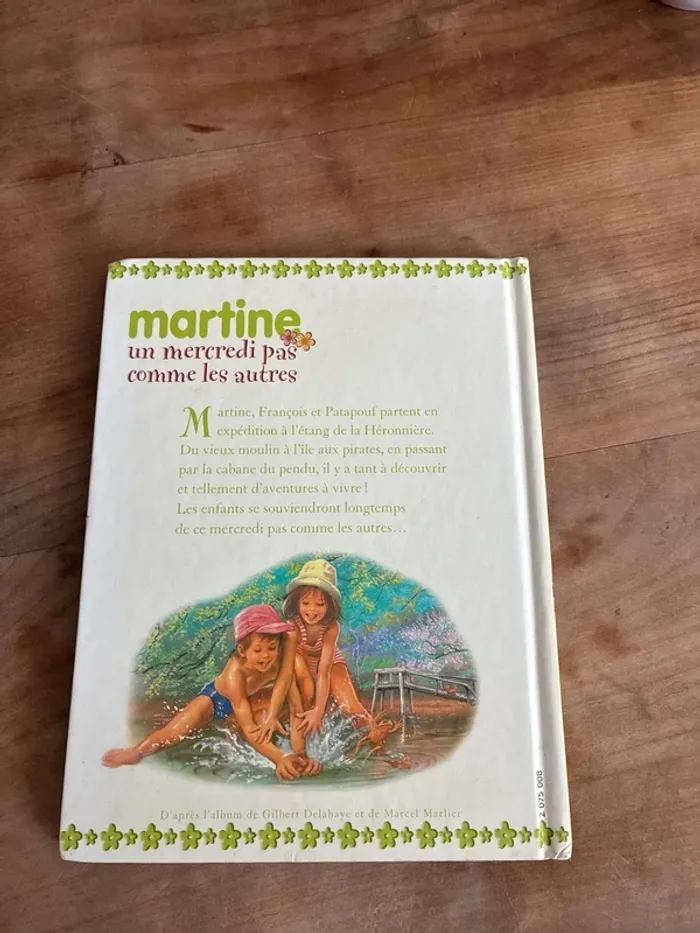 martine
un mercredi pas
comme les autres
Martine, François et Patapouf partent en
expédition à l'étang de la Héronnière.
Du vieux moulin à l'île aux pirates, en passant
par la cabane du pendu, il y a tant à découvrir
et tellement d'aventures à vivre !
Les enfants se souviendront longtemps
de ce mercredi pas comme les autres…
D'après l'album de Gilbert Delahaye et de Marcel Marlier
2 075 008